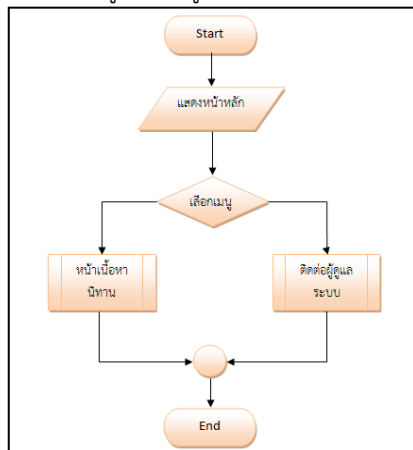 Start
แสดงหน้าหลัก
เลือกเมนู
หน้าเนื้อหา
นิทาน
ติดต่อผู้ดูแล
ระบบ
End